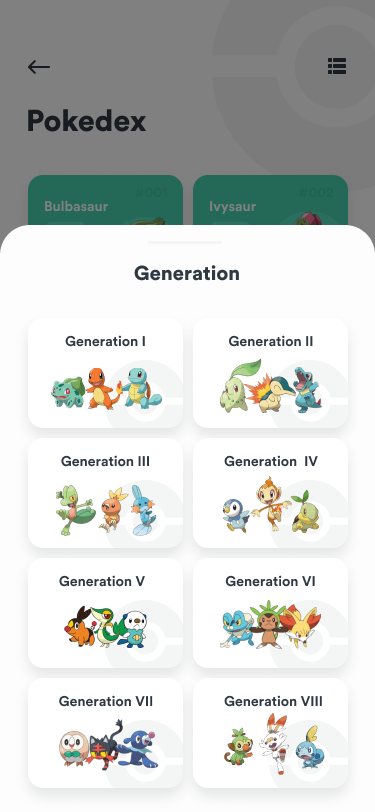 Pokedex
#001
#002
Bulbasaur
Ivysaur
Generation
Generation I
Generation II
Generation III
Generation  IV
Generation V
Generation VI
Generation VII
Generation VIII